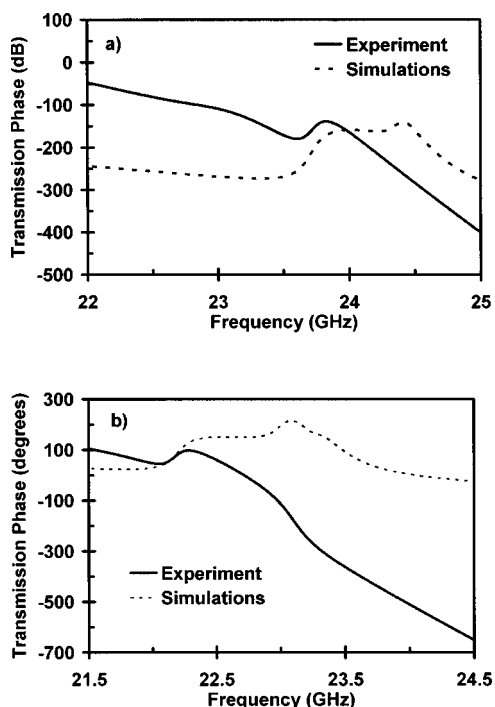 100
a)
Experiment
Simulations
0
-100
-200
-300
-400
-500
Transmission Phase (dB)
22
23
24
25
Frequency (GHz)
300
b)
100
-100
-300
-500
-700
Experiment
Simulations
Transmission Phase (degrees)
21.5
22.5
23.5
24.5
Frequency (GHz)